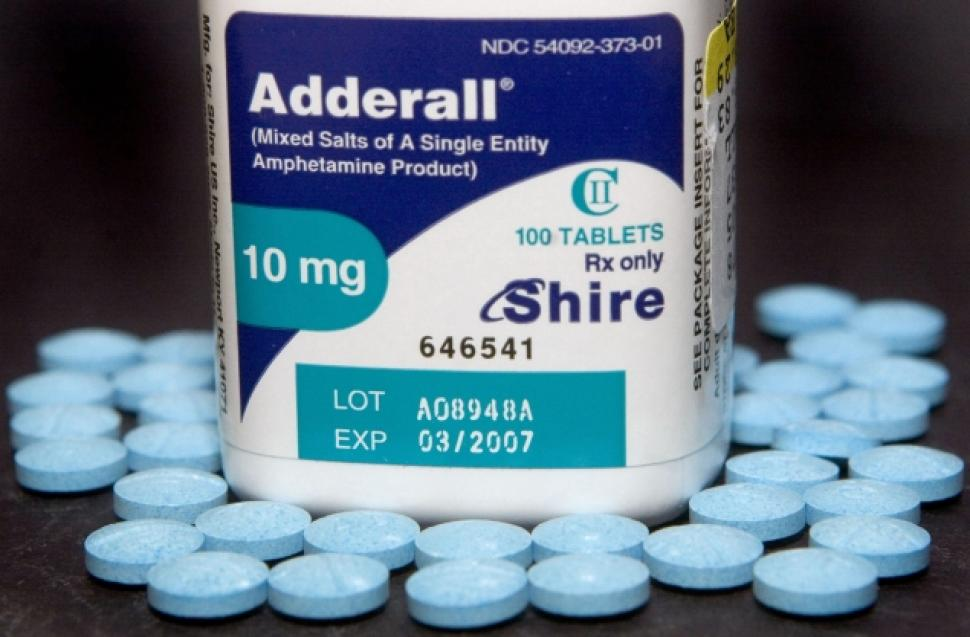 NDC 54092-373-01
Adderall®
(Mixed Salts of A Single Entity
Amphetamine Product)
CII
100 TABLETS
10 mg
Rx only
Shire
646541
LOT A08948A
EXP 03/2007
Mfg. for Shire US Inc., Newport KY 41071
SEE PACKAGE INSERT FOR
COMPLETE